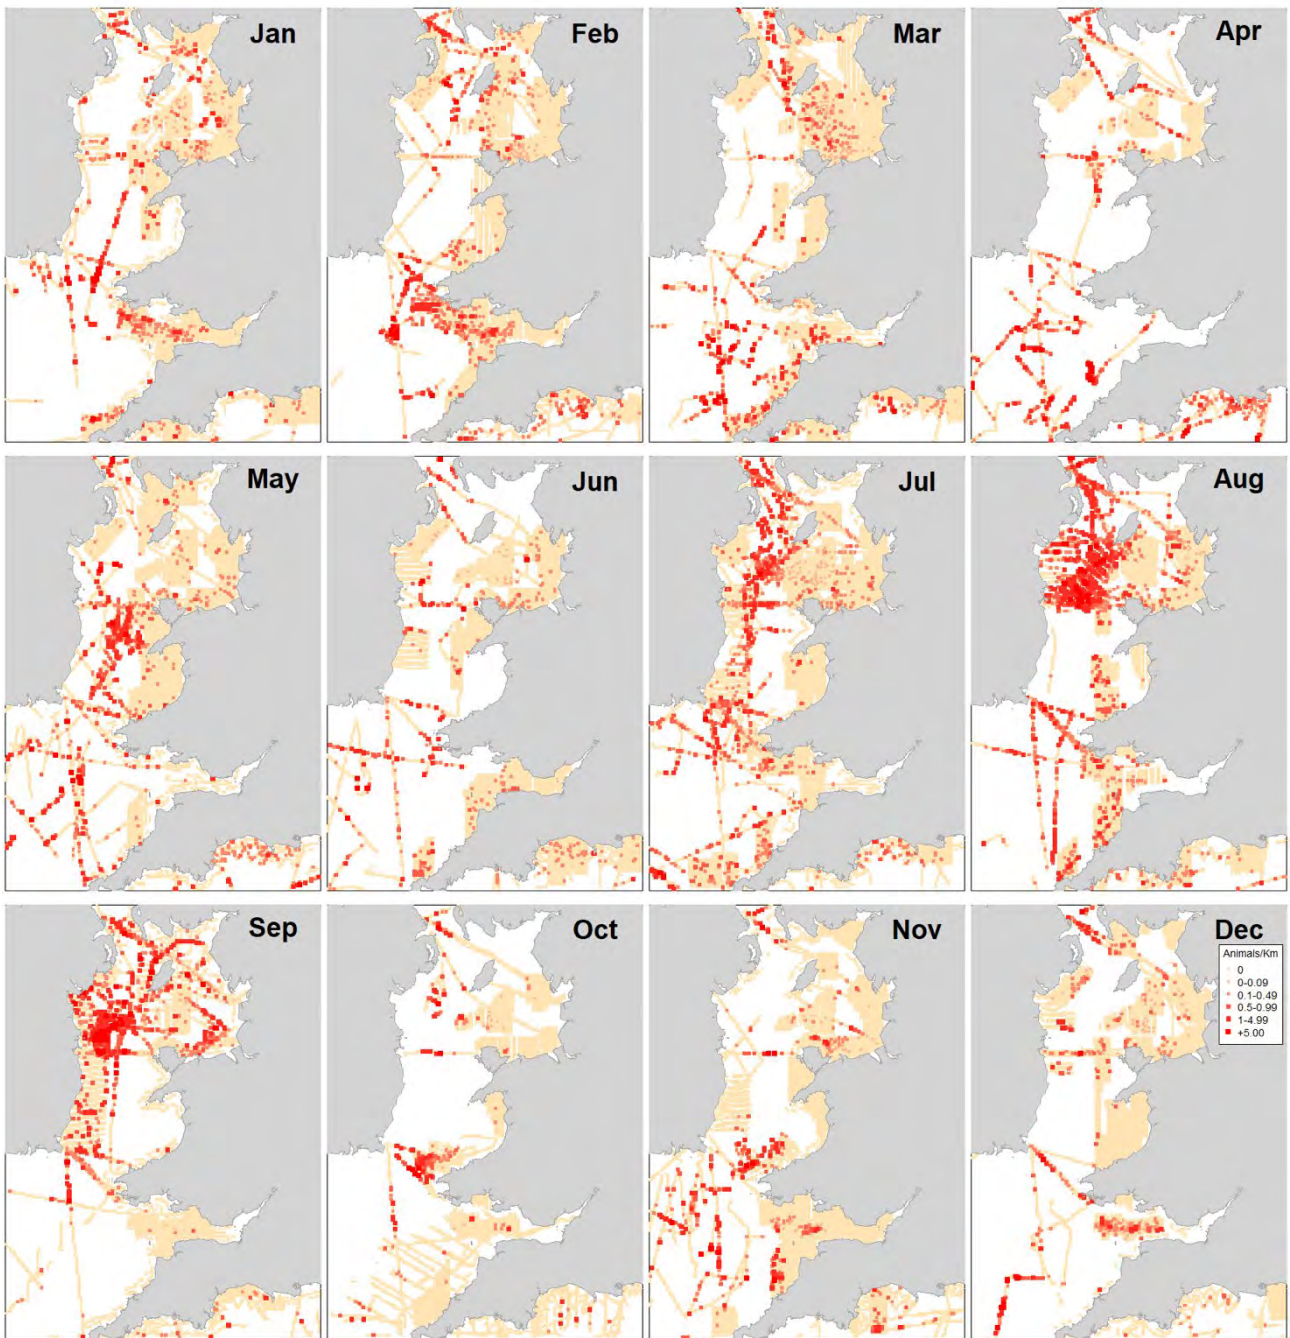 Jan
Feb
Mar
Apr
May
Jun
Jul
Aug
Sep
Oct
Nov
Dec
Animals/Km
0
0-0.09
0.1-0.49
0.5-0.99
1-4.99
+5.00